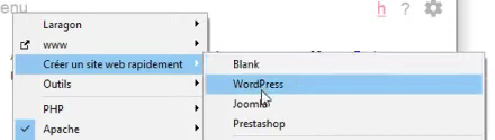 enu
h ?
Laragon
www
Créer un site web rapidement
Outils
PHP
Apache
Blank
WordPress
Joomla
Prestashop